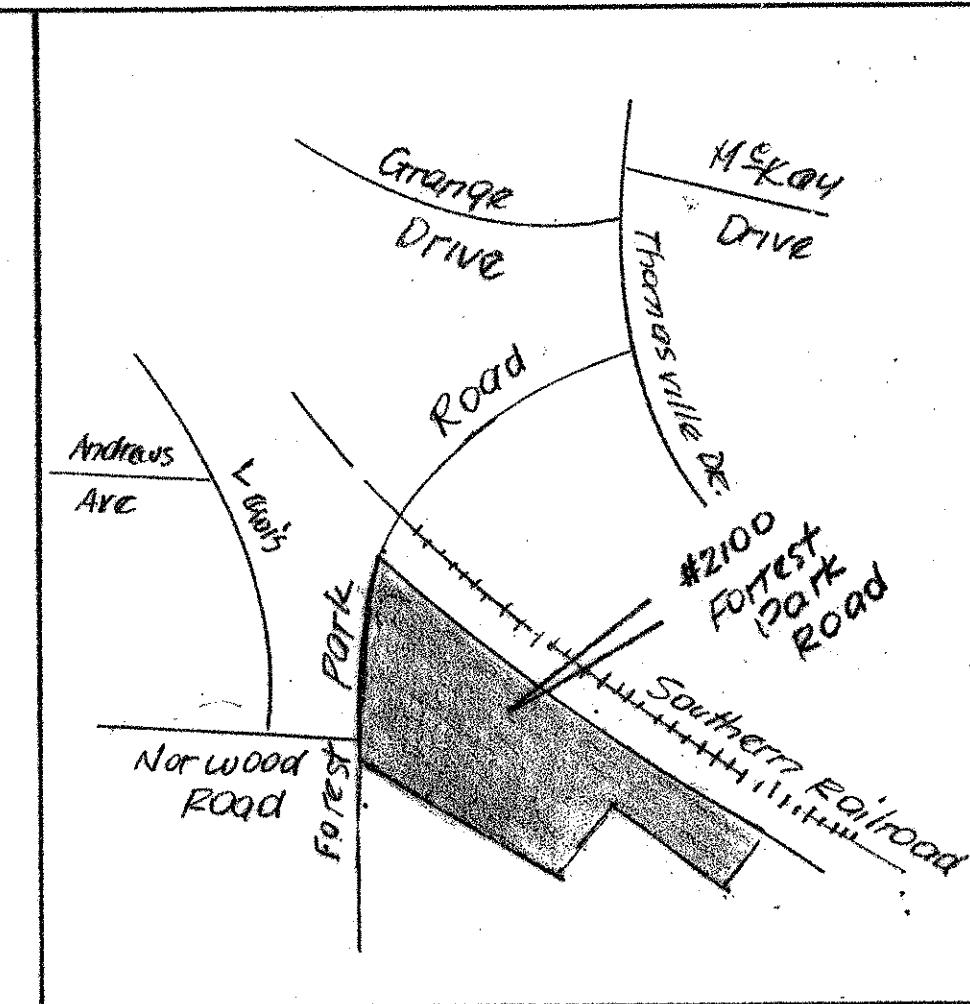 Grange
Drive
McKay
Drive
Thomasville DR.
Road
Andrews
Ave
Lewis
#2100
Forrest
Park
Road
Park
Southern Railroad
Norwood
Road
Forest